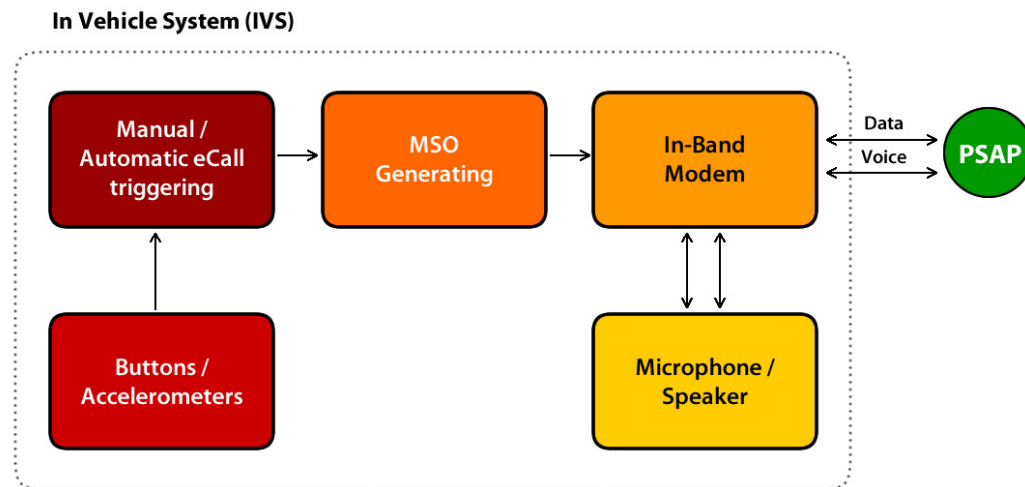 In Vehicle System (IVS)
Manual /
Automatic eCall
triggering
MSO
Generating
In-Band
Modem
Data
Voice
PSAP
Buttons /
Accelerometers
Microphone /
Speaker